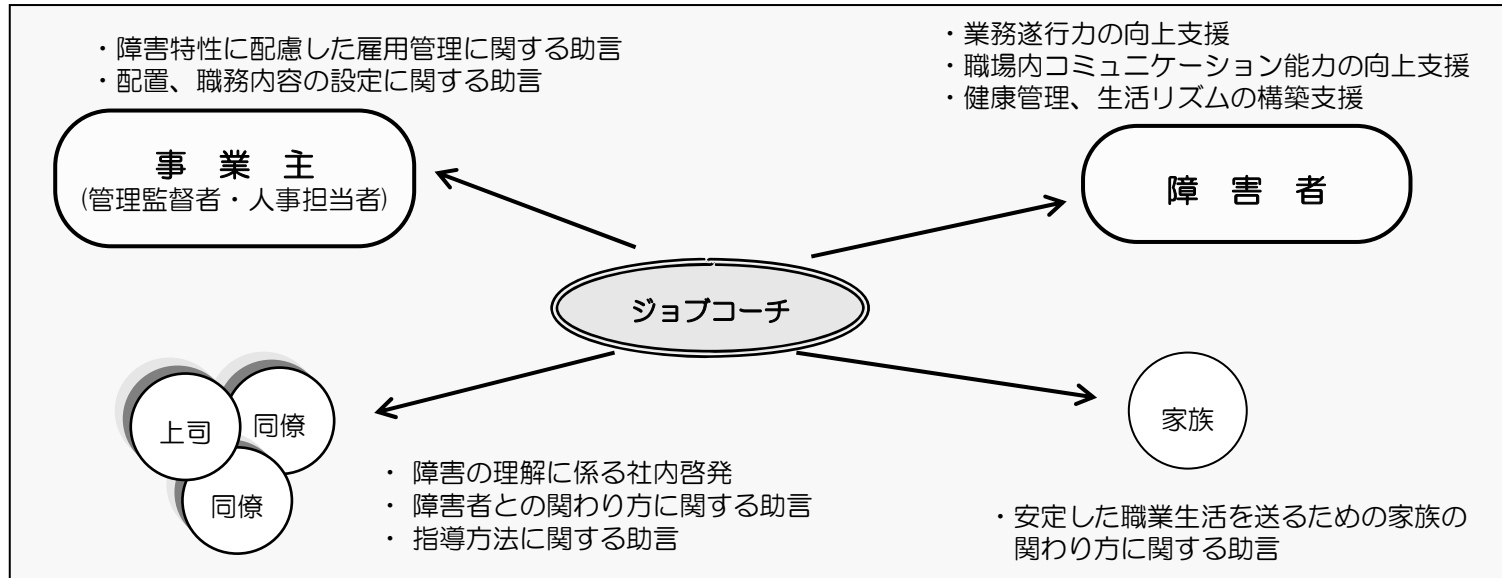 ・障害特性に配慮した雇用管理に関する助言
・配置、職務内容の設定に関する助言
事 業 主
(管理監督者・人事担当者)
・業務遂行力の向上支援
・職場内コミュニケーション能力の向上支援
・健康管理、生活リズムの構築支援
障 害 者
ジョブコーチ
上司
同僚
同僚
・ 障害の理解に係る社内啓発
・ 障害者との関わり方に関する助言
・ 指導方法に関する助言
家族
・安定した職業生活を送るための家族の
関わり方に関する助言